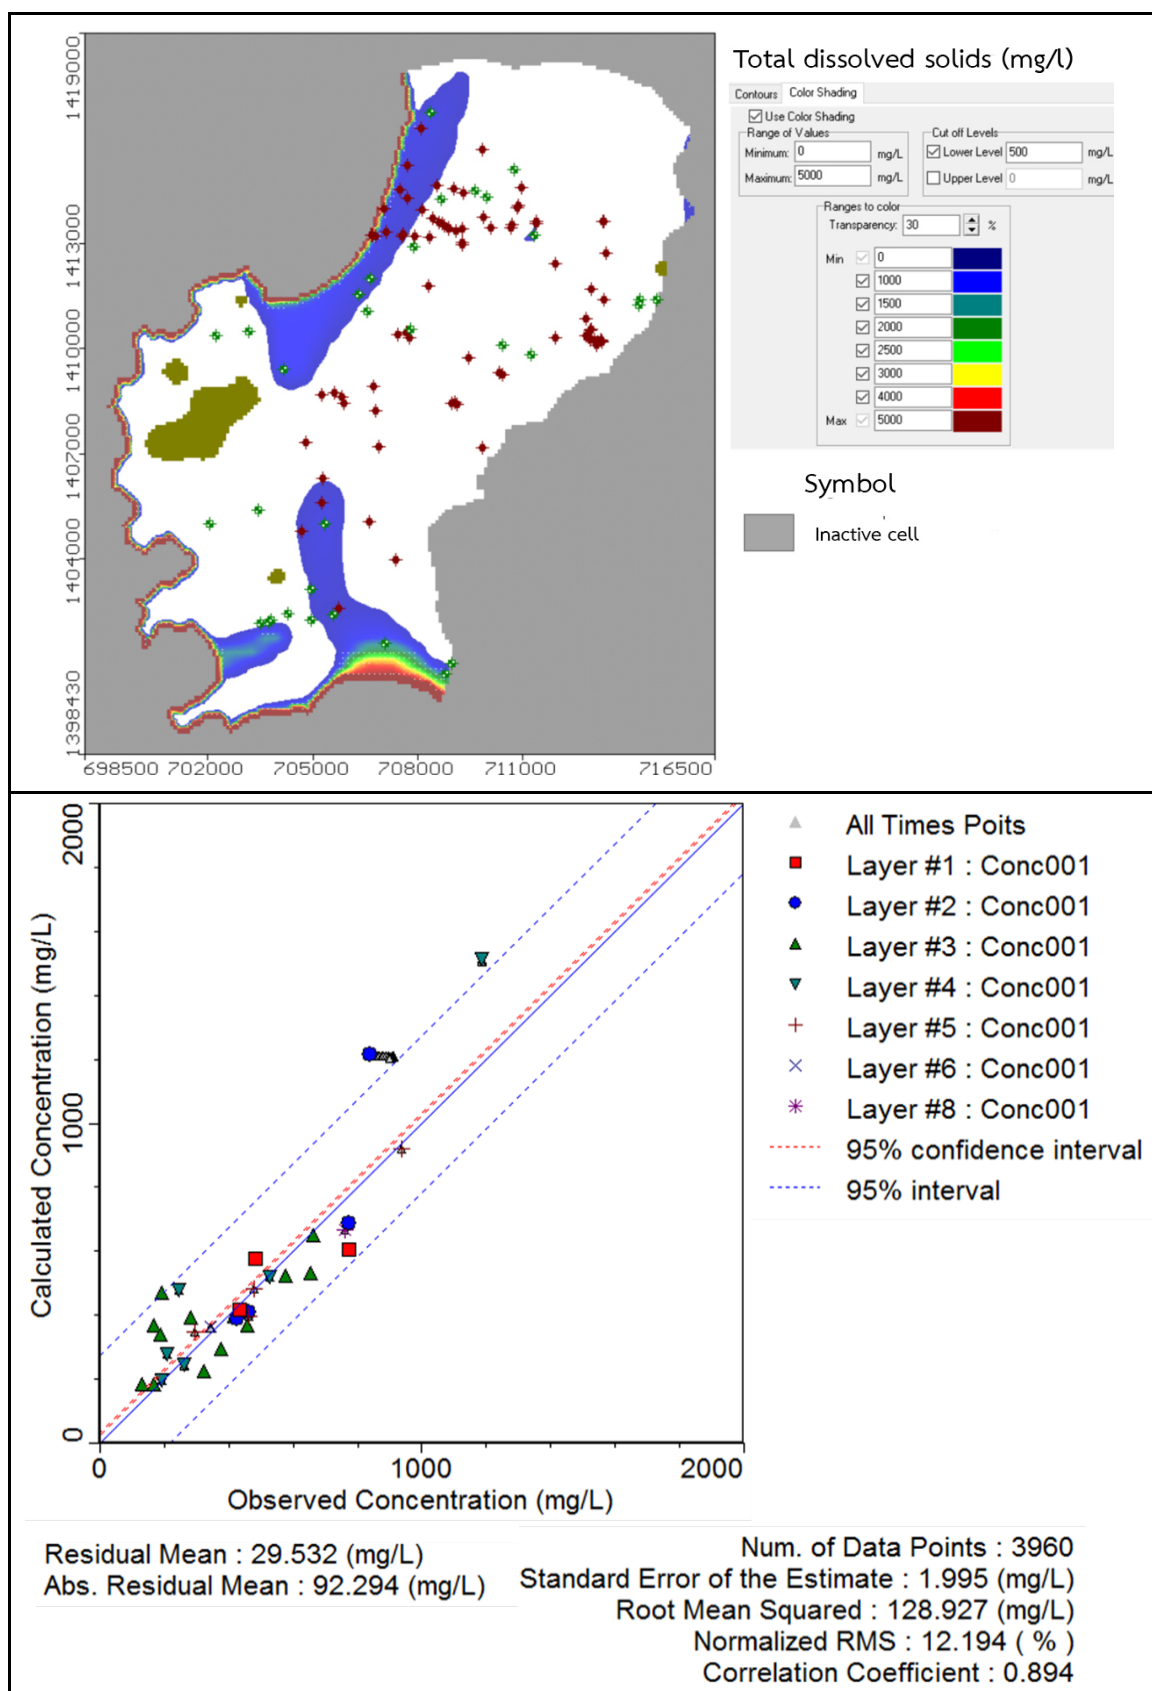 Total dissolved solids (mg/l)
Contours Color Shading
Use Color Shading
Range of Values
Minimum: 0 mg/L
Maximum: 5000 mg/L
Cut off Levels
Lower Level 500 mg/L
Upper Level 0 mg/L
Ranges to color
Transparency: 30 %
Min 0
1000
1500
2000
2500
3000
4000
Max 5000
Symbol
Inactive cell
1419000
1413000
1410000
1407000
1404000
1398430
698500 702000 705000 708000 711000 716500
Calculated Concentration (mg/L)
2000
1000
0
0 1000 2000
Observed Concentration (mg/L)
All Times Poits
Layer #1 : Conc001
Layer #2 : Conc001
Layer #3 : Conc001
Layer #4 : Conc001
Layer #5 : Conc001
Layer #6 : Conc001
Layer #8 : Conc001
95% confidence interval
95% interval
Residual Mean : 29.532 (mg/L)
Abs. Residual Mean : 92.294 (mg/L)
Num. of Data Points : 3960
Standard Error of the Estimate : 1.995 (mg/L)
Root Mean Squared : 128.927 (mg/L)
Normalized RMS : 12.194 ( % )
Correlation Coefficient : 0.894